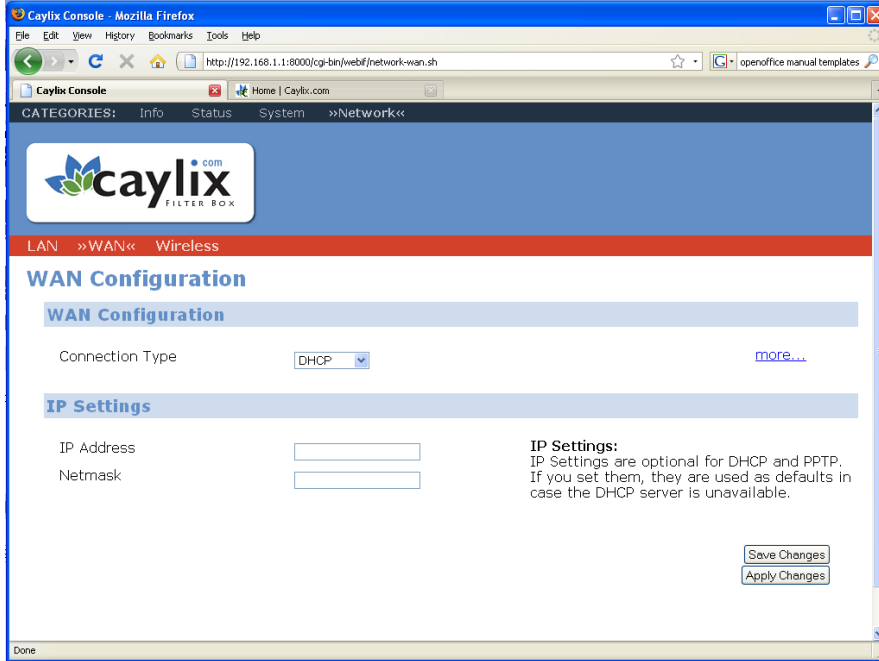 Caylix Console - Mozilla Firefox
File Edit View History Bookmarks Tools Help
http://192.168.1.1:8000/cgi-bin/webif/network-wan.sh
G openoffice manual templates
Caylix Console
Home | Caylix.com
CATEGORIES: Info Status System »Network«
.com
caylix
FILTER BOX
LAN »WAN« Wireless
WAN Configuration
WAN Configuration
Connection Type DHCP more...
IP Settings
IP Address
Netmask
IP Settings:
IP Settings are optional for DHCP and PPTP.
If you set them, they are used as defaults in
case the DHCP server is unavailable.
Save Changes
Apply Changes
Done